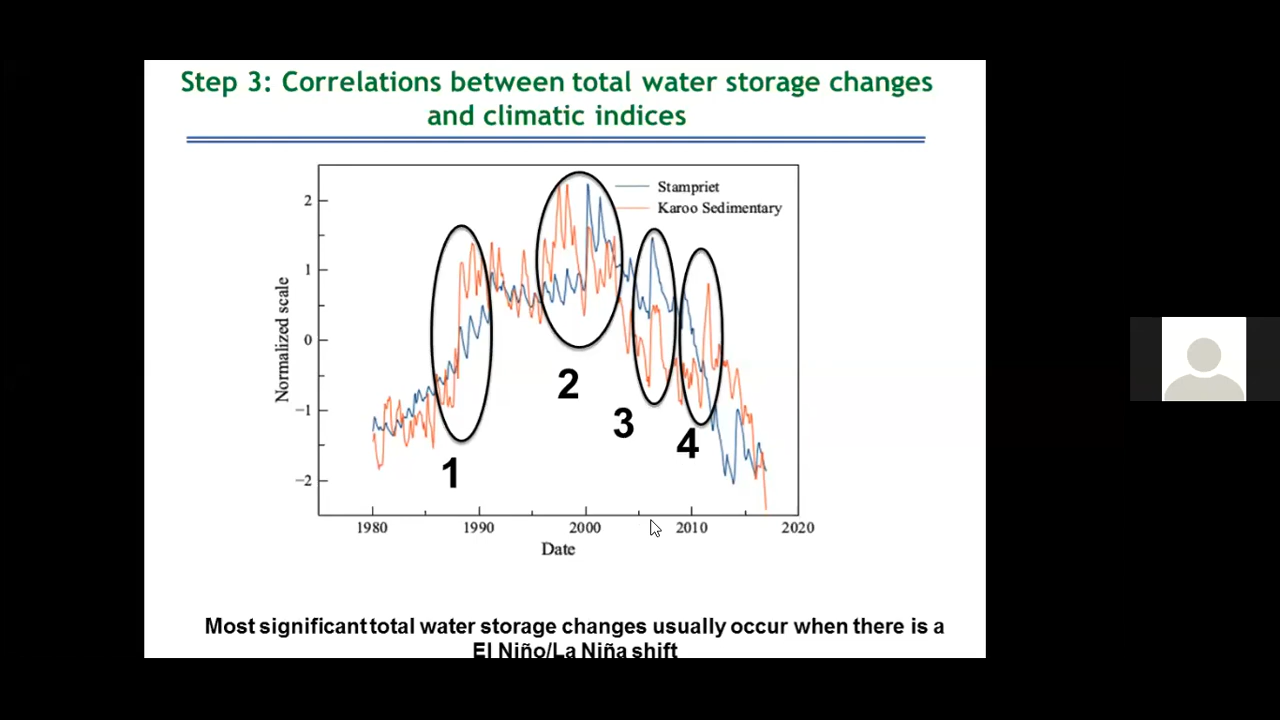 Step 3: Correlations between total water storage changes
and climatic indices
Stampriet
Karoo Sedimentary
2
1
0
−1
−2
Normalized scale
1
2
3
4
1980
1990
2000
2010
2020
Date
Most significant total water storage changes usually occur when there is a
El Niño/La Niña shift